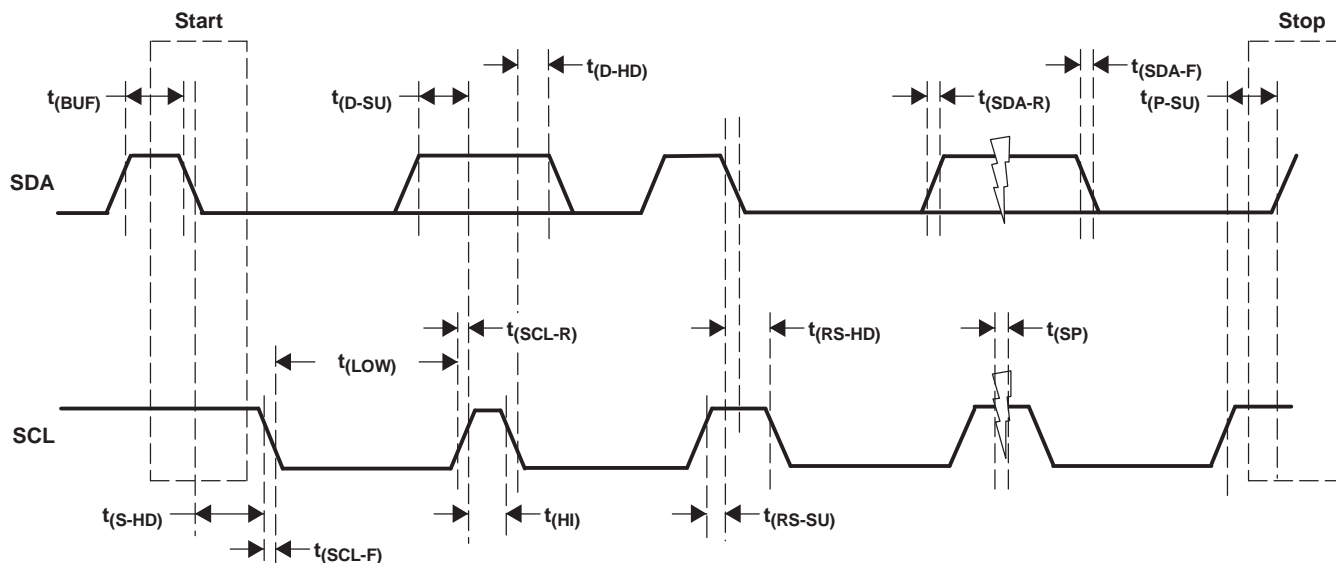 Start
Stop
t(D-HD)
t(SDA-F)
t(BUF)
t(D-SU)
t(SDA-R)
t(P-SU)
SDA
t(SCL-R)
t(RS-HD)
t(SP)
t(LOW)
SCL
t(S-HD)
t(HI)
t(RS-SU)
t(SCL-F)